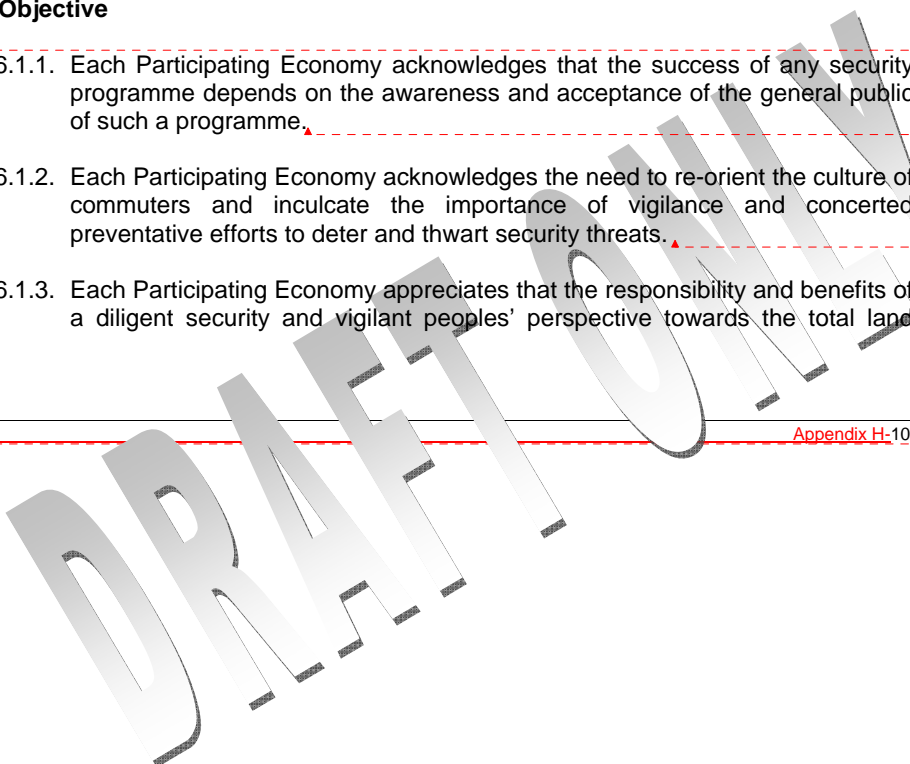 Objective
6.1.1. Each Participating Economy acknowledges that the success of any security
programme depends on the awareness and acceptance of the general public
of such a programme.
6.1.2. Each Participating Economy acknowledges the need to re-orient the culture of
commuters and inculcate the importance of vigilance and concerted
preventative efforts to deter and thwart security threats.
6.1.3. Each Participating Economy appreciates that the responsibility and benefits of
a diligent security and vigilant peoples’ perspective towards the total land
Appendix H-10
DRAFT ONLY